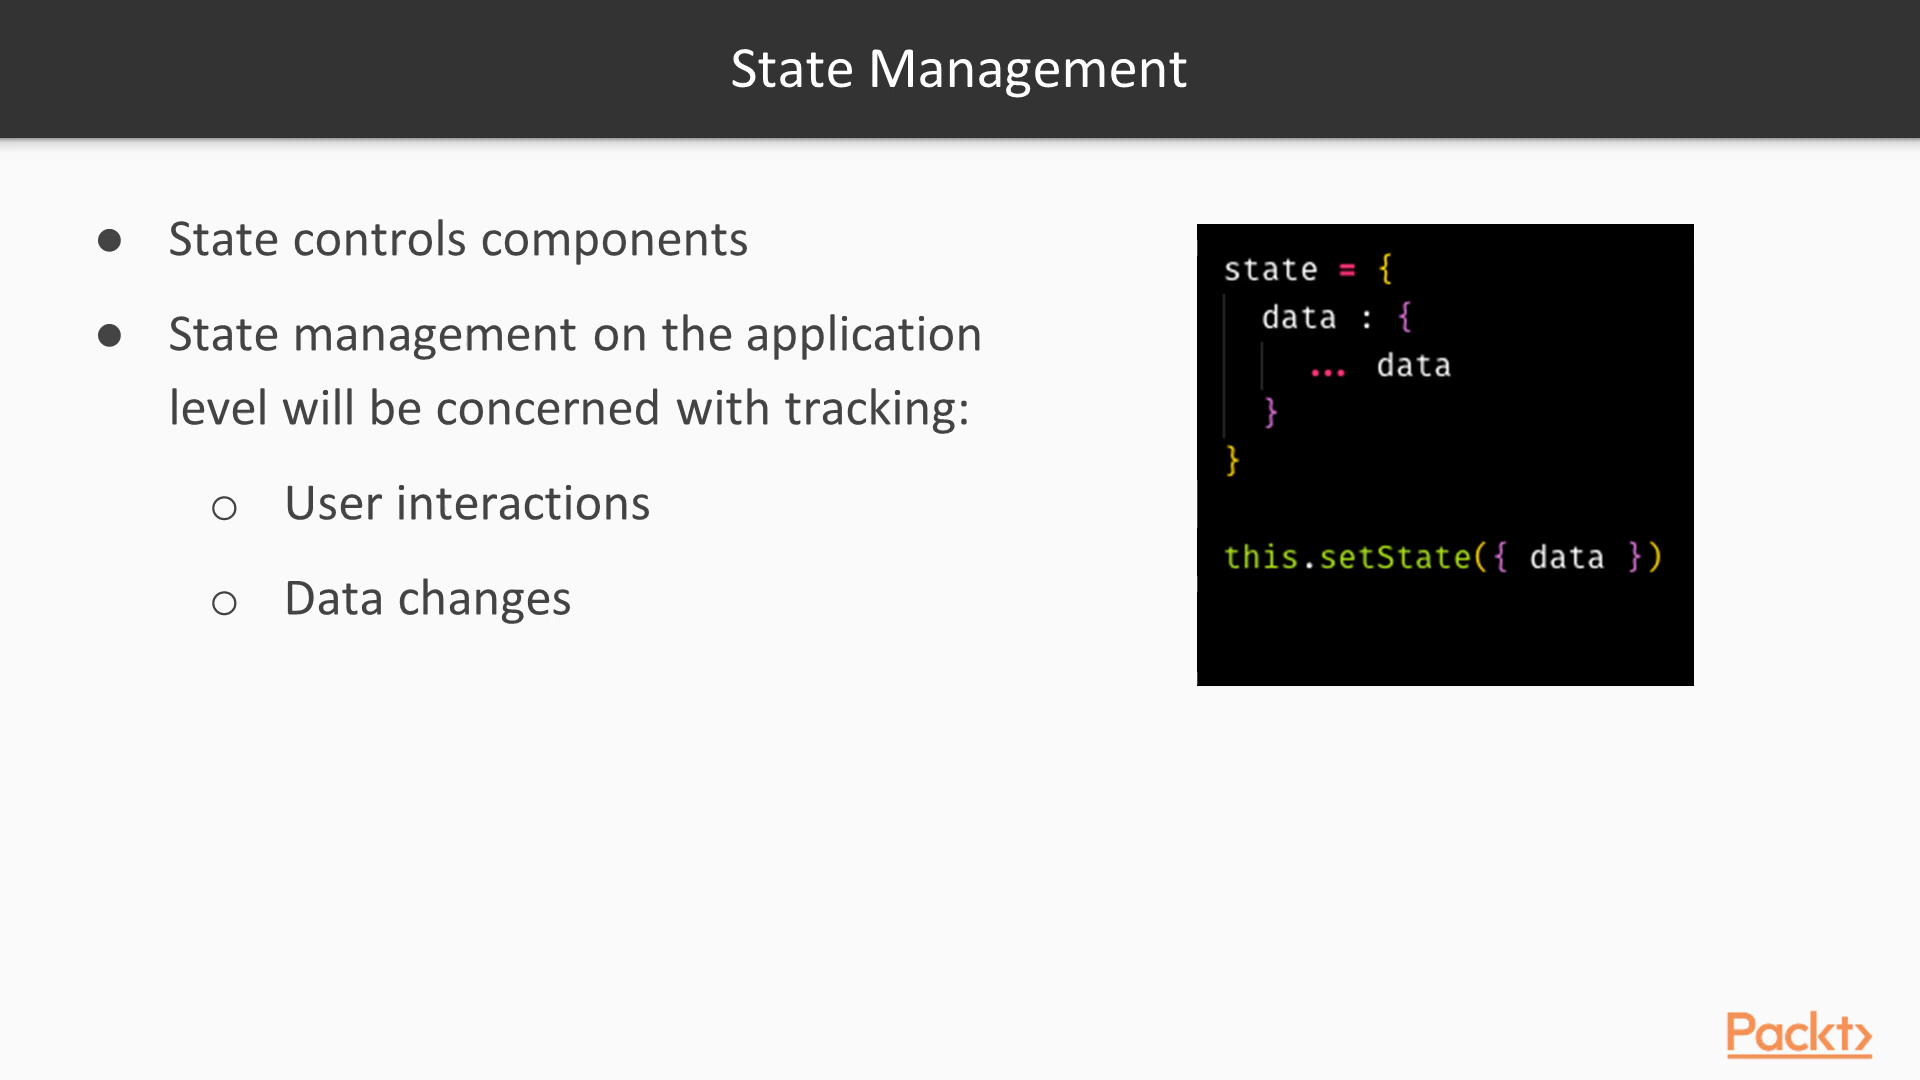 State Management
● State controls components
● State management on the application
level will be concerned with tracking:
○ User interactions
○ Data changes
state = {
data : {
... data
}
}
this.setState({ data })
Packt>